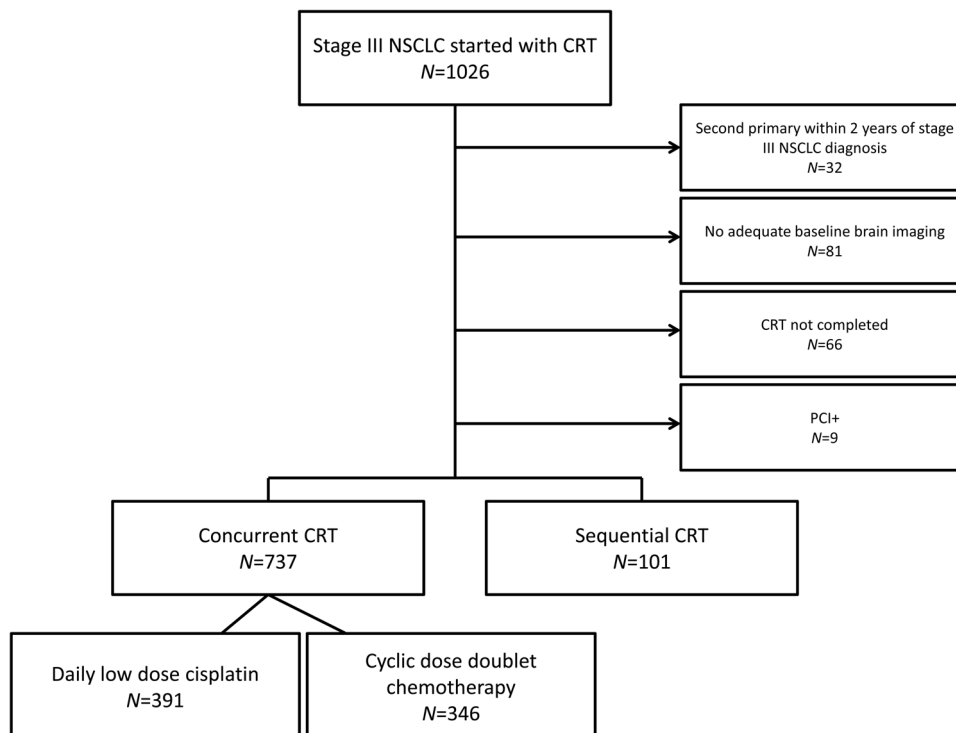 Stage III NSCLC started with CRT
N=1026
Second primary within 2 years of stage
III NSCLC diagnosis
N=32
No adequate baseline brain imaging
N=81
CRT not completed
N=66
PCI+
N=9
Concurrent CRT
N=737
Sequential CRT
N=101
Daily low dose cisplatin
N=391
Cyclic dose doublet
chemotherapy
N=346